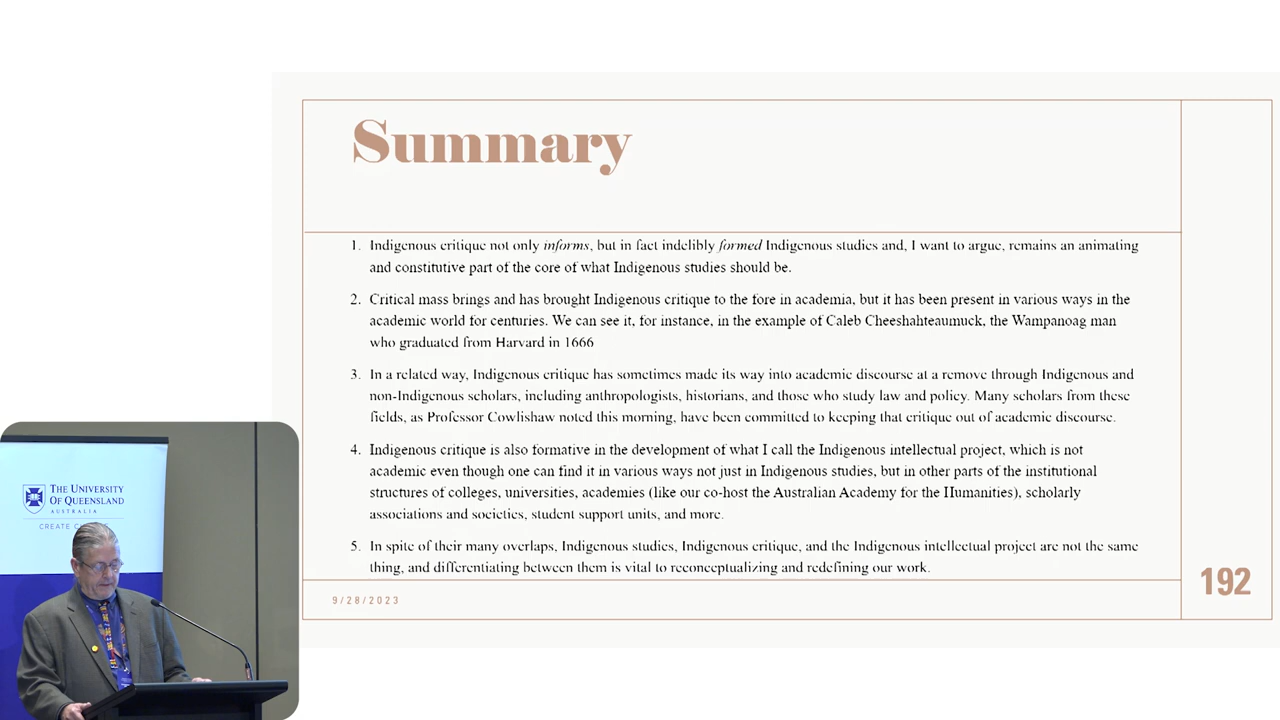 Summary
1. Indigenous critique not only informs, but in fact indelibly formed Indigenous studies and, I want to argue, remains an animating
and constitutive part of the core of what Indigenous studies should be.
2. Critical mass brings and has brought Indigenous critique to the fore in academia, but it has been present in various ways in the
academic world for centuries. We can see it, for instance, in the example of Caleb Cheeshahteaumuck, the Wampanoag man
who graduated from Harvard in 1666
3. In a related way, Indigenous critique has sometimes made its way into academic discourse at a remove through Indigenous and
non-Indigenous scholars, including anthropologists, historians, and those who study law and policy. Many scholars from these
fields, as Professor Cowlishaw noted this morning, have been committed to keeping that critique out of academic discourse.
4. Indigenous critique is also formative in the development of what I call the Indigenous intellectual project, which is not
academic even though one can find it in various ways not just in Indigenous studies, but in other parts of the institutional
structures of colleges, universities, academies (like our co-host the Australian Academy for the Humanities), scholarly
associations and societies, student support units, and more.
5. In spite of their many overlaps, Indigenous studies, Indigenous critique, and the Indigenous intellectual project are not the same
thing, and differentiating between them is vital to reconceptualizing and redefining our work.
9/28/2023
192
THE UNIVERSITY
OF QUEENSLAND
AUSTRALIA
CREATE